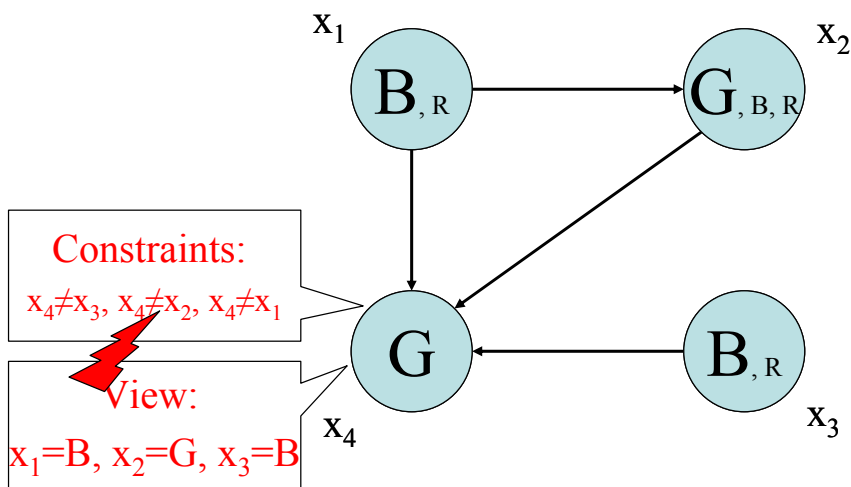 x₁
x₂
B, R
G, B, R
Constraints:
x₄≠x₃, x₄≠x₂, x₄≠x₁
G
B, R
View:
x₄
x₃
x₁=B, x₂=G, x₃=B